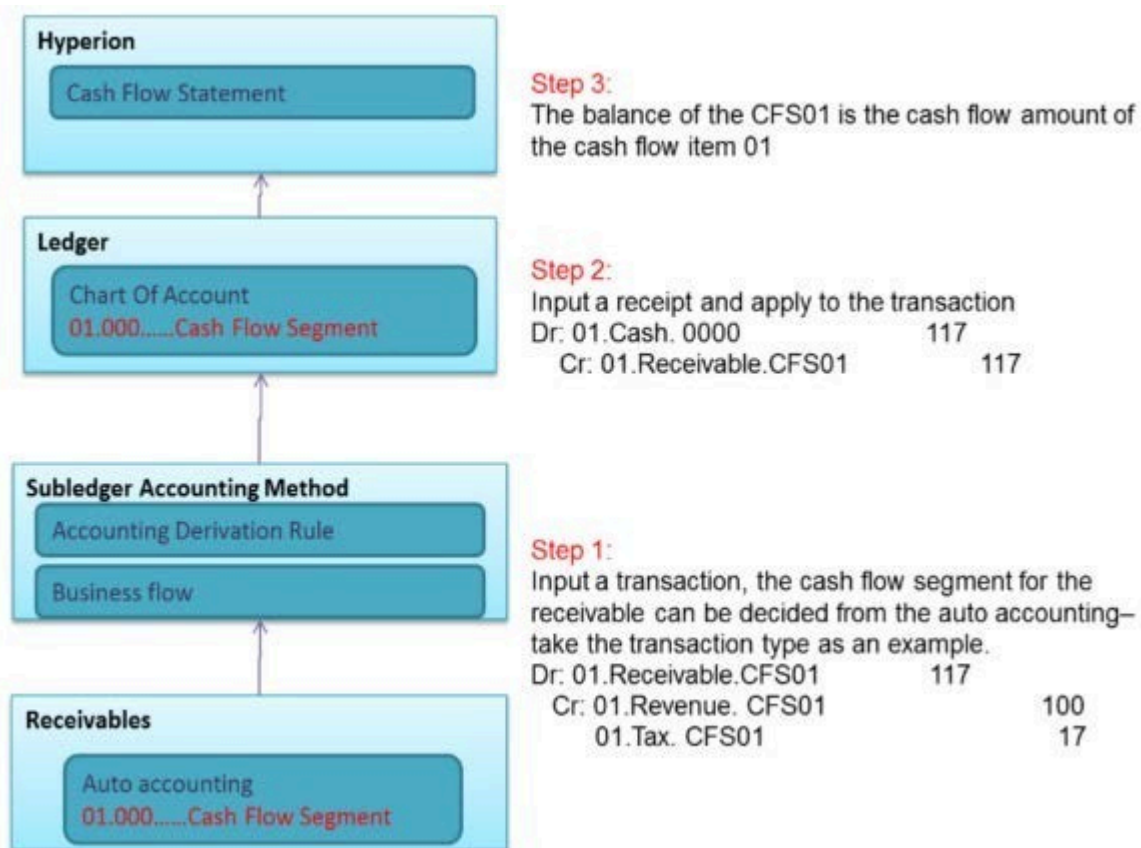 Hyperion
Cash Flow Statement
Step 3:
The balance of the CFS01 is the cash flow amount of
the cash flow item 01
Ledger
Chart Of Account
01.000......Cash Flow Segment
Step 2:
Input a receipt and apply to the transaction
Dr: 01.Cash. 0000 117
Cr: 01.Receivable.CFS01 117
Subledger Accounting Method
Accounting Derivation Rule
Business flow
Step 1:
Input a transaction, the cash flow segment for the
receivable can be decided from the auto accounting–
take the transaction type as an example.
Dr: 01.Receivable.CFS01 117
Cr: 01.Revenue. CFS01 100
01.Tax. CFS01 17
Receivables
Auto accounting
01.000......Cash Flow Segment